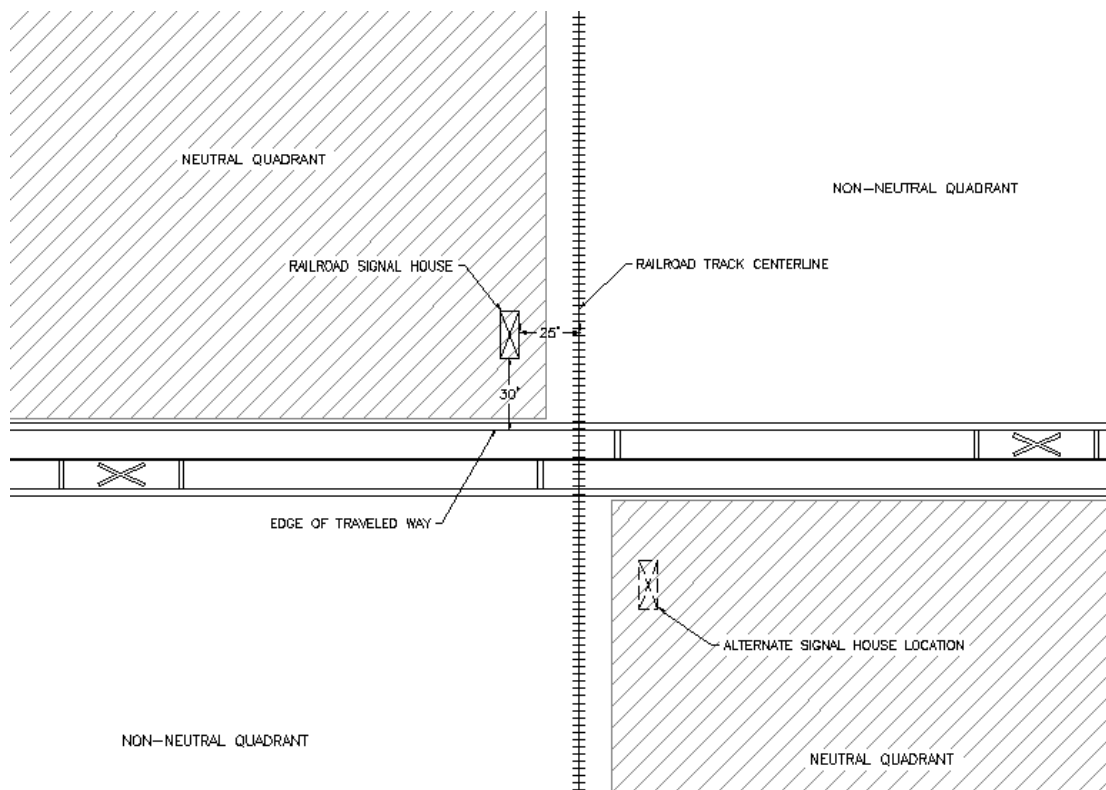 NEUTRAL QUADRANT
NON-NEUTRAL QUADRANT
RAILROAD SIGNAL HOUSE
RAILROAD TRACK CENTERLINE
25'
30'
EDGE OF TRAVELED WAY
ALTERNATE SIGNAL HOUSE LOCATION
NON-NEUTRAL QUADRANT
NEUTRAL QUADRANT